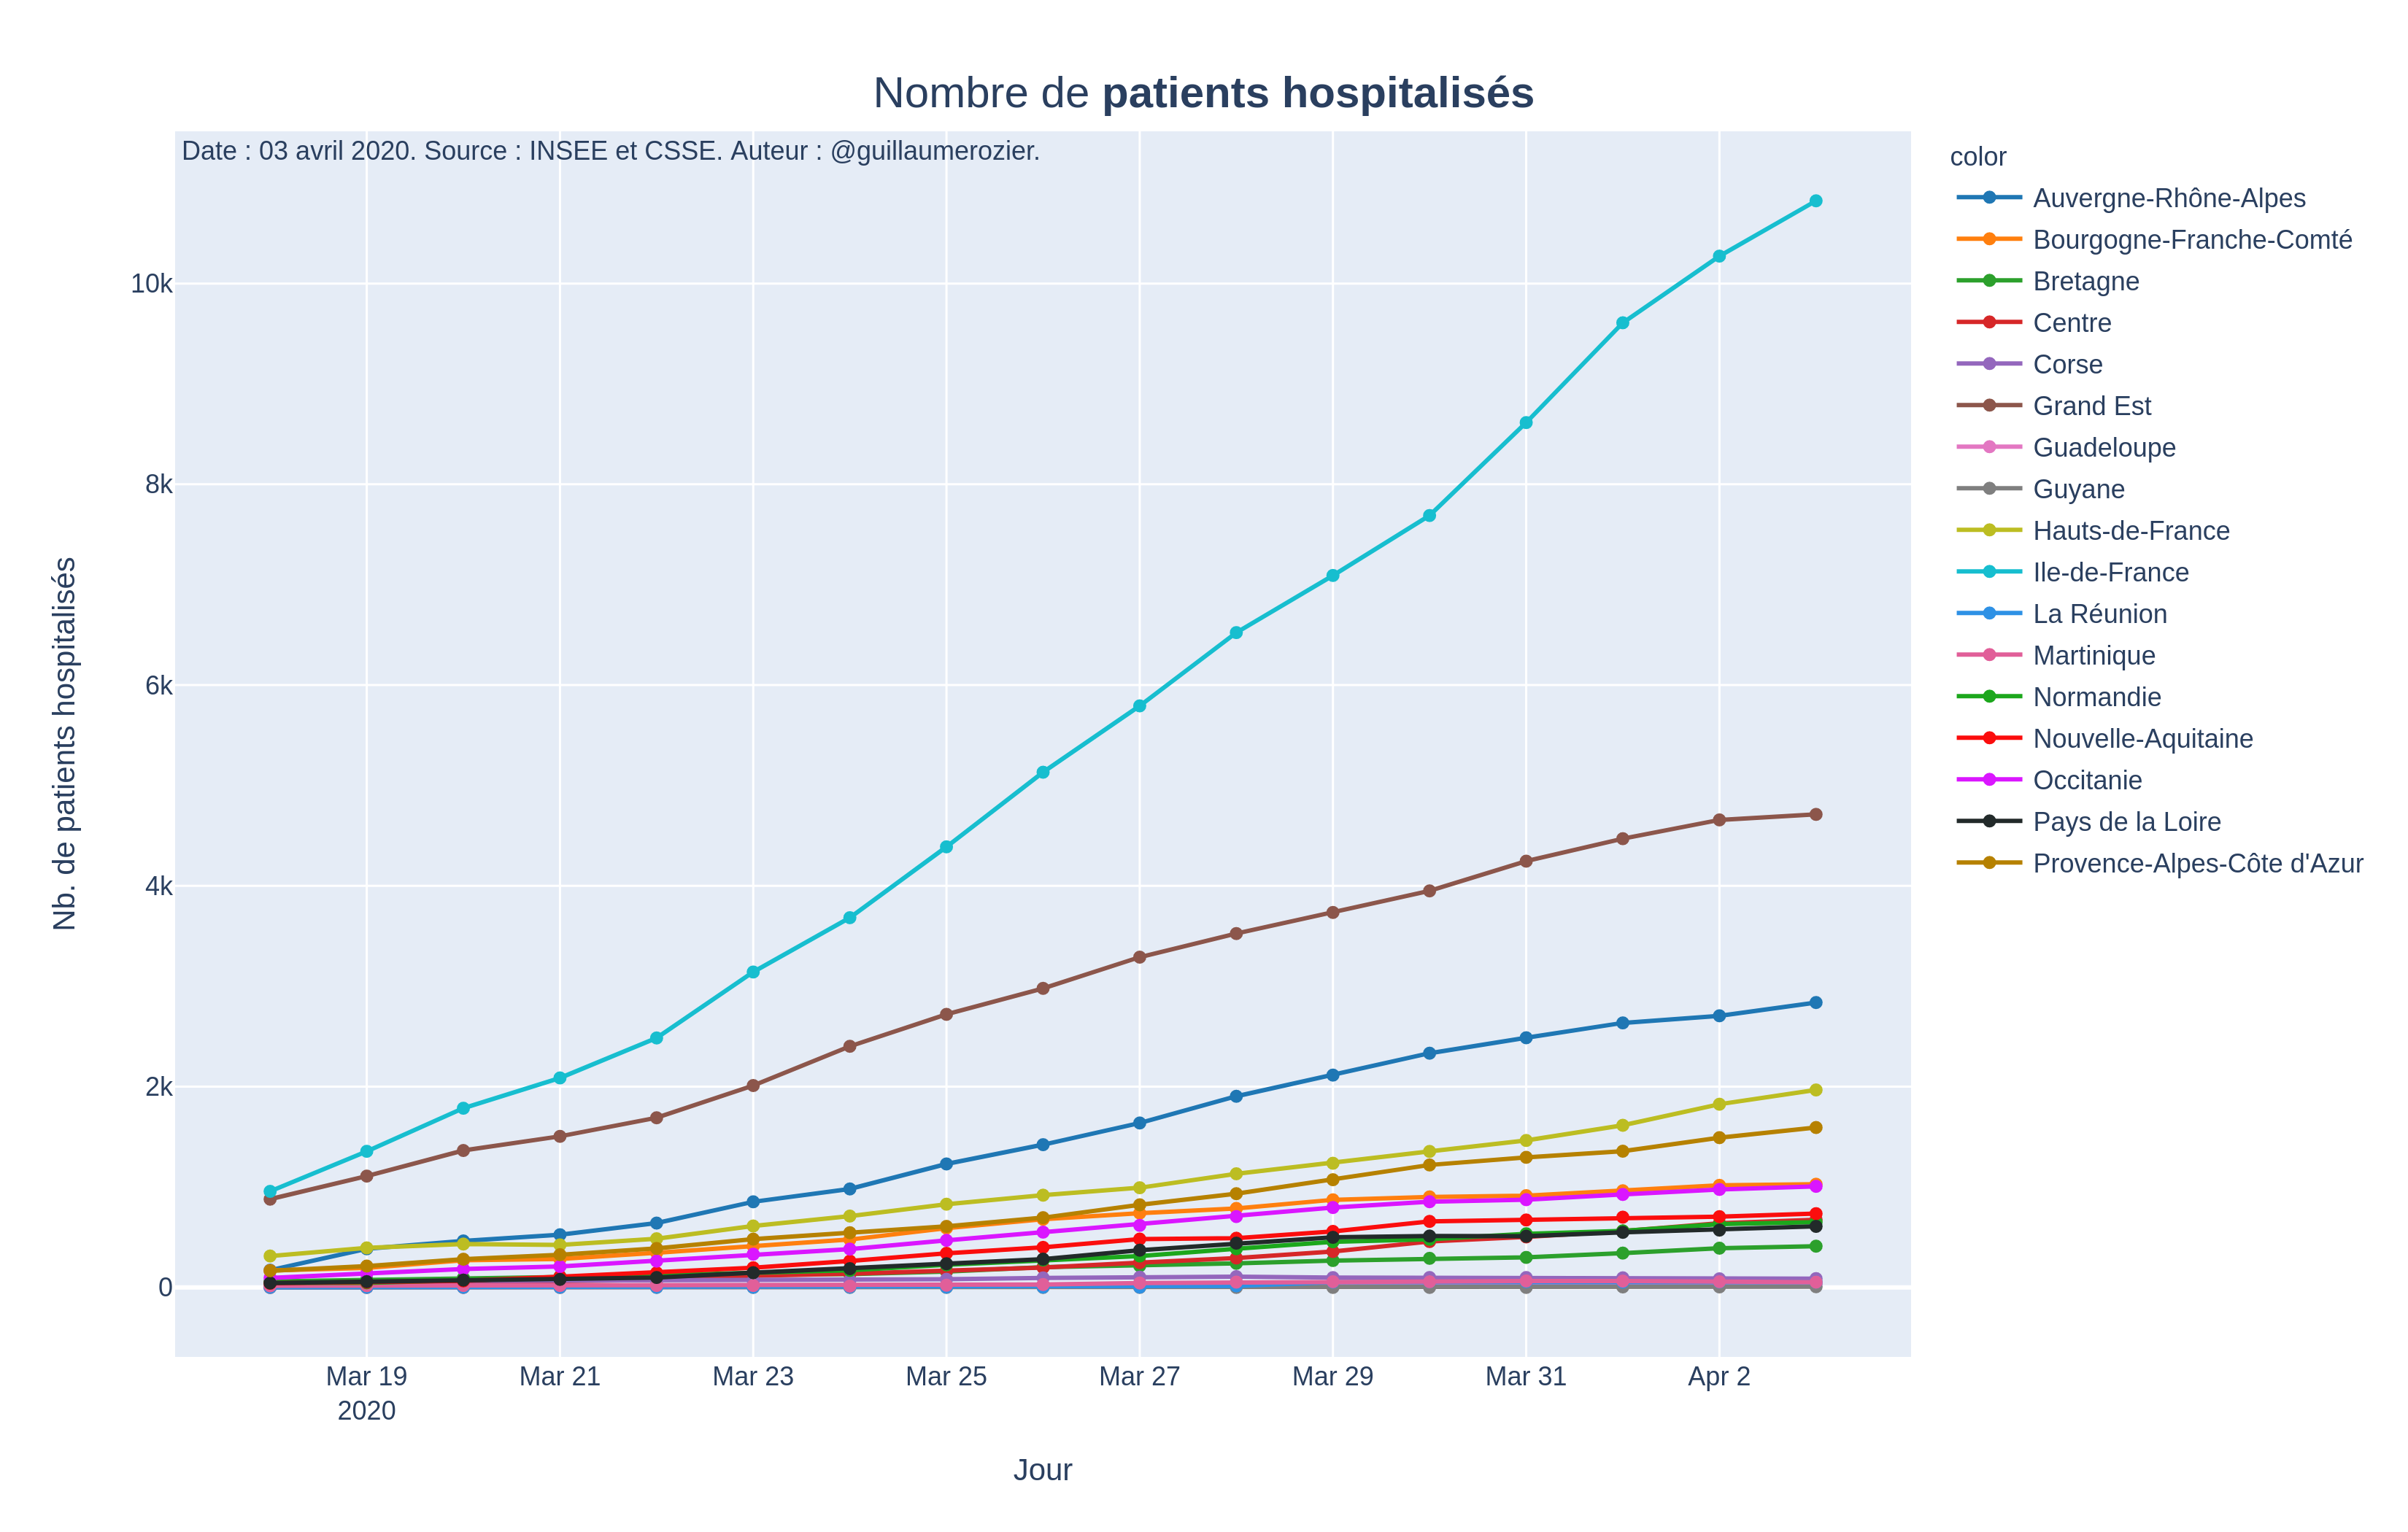 Nombre de patients hospitalisés
Date : 03 avril 2020. Source : INSEE et CSSE. Auteur : @guillaumerozier.
color
Auvergne-Rhône-Alpes
Bourgogne-Franche-Comté
Bretagne
Centre
Corse
Grand Est
Guadeloupe
Guyane
Hauts-de-France
Ile-de-France
La Réunion
Martinique
Normandie
Nouvelle-Aquitaine
Occitanie
Pays de la Loire
Provence-Alpes-Côte d'Azur
Nb. de patients hospitalisés
10k
8k
6k
4k
2k
0
Mar 19 Mar 21 Mar 23 Mar 25 Mar 27 Mar 29 Mar 31 Apr 2
2020
Jour